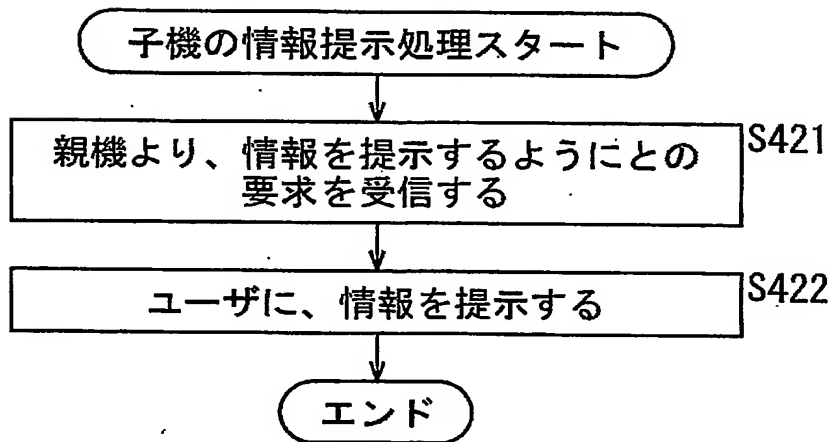 子機の情報提示処理スタート
親機より、情報を提示するようにとの
要求を受信する
S421
ユーザに、情報を提示する
S422
エンド